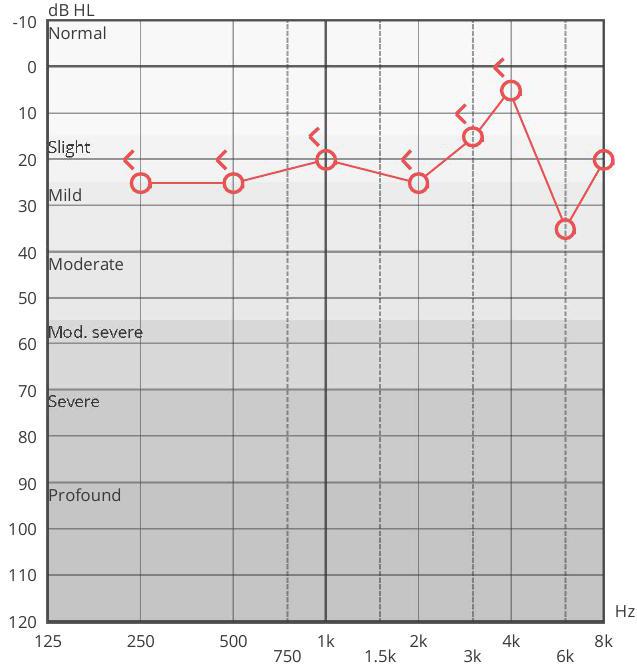 dB HL
-10
Normal
0
10
Slight
20
Mild
30
40
Moderate
50
Mod. severe
60
70
Severe
80
90
Profound
100
110
120
Hz
125 250 500 1k 2k 4k 8k
750 1.5k 3k 6k